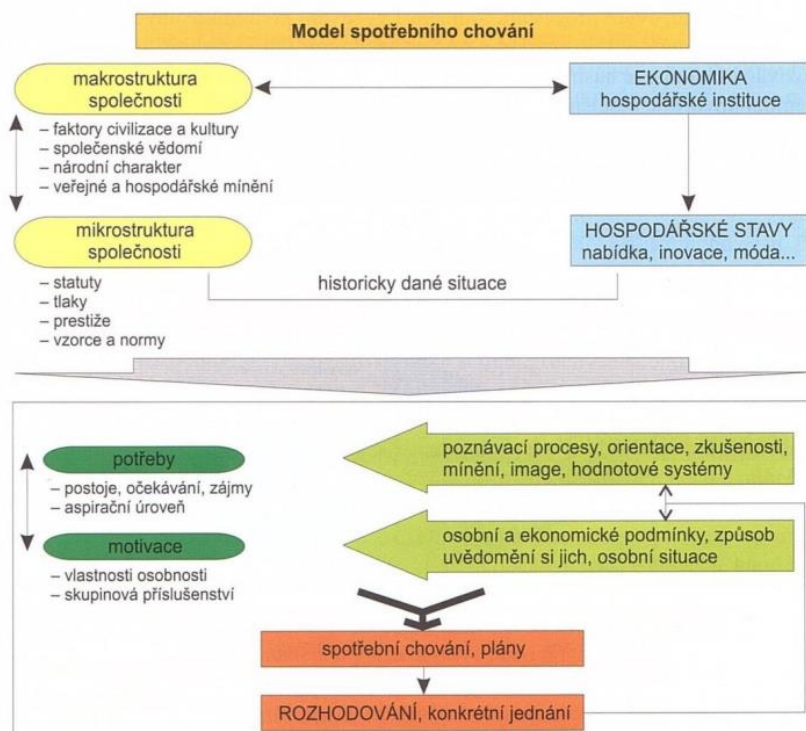 Model spotřebního chování
makrostruktura
společnosti
EKONOMIKA
hospodářské instituce
– faktory civilizace a kultury
– společenské vědomí
– národní charakter
– veřejné a hospodářské mínění
mikrostruktura
společnosti
HOSPODÁŘSKÉ STAVY
nabídka, inovace, móda...
historicky dané situace
– statuty
– tlaky
– prestiže
– vzorce a normy
potřeby
poznávací procesy, orientace, zkušenosti,
mínění, image, hodnotové systémy
– postoje, očekávání, zájmy
– aspirační úroveň
motivace
osobní a ekonomické podmínky, způsob
uvědomění si jich, osobní situace
– vlastnosti osobnosti
– skupinová příslušenství
spotřební chování, plány
ROZHODOVÁNÍ, konkrétní jednání